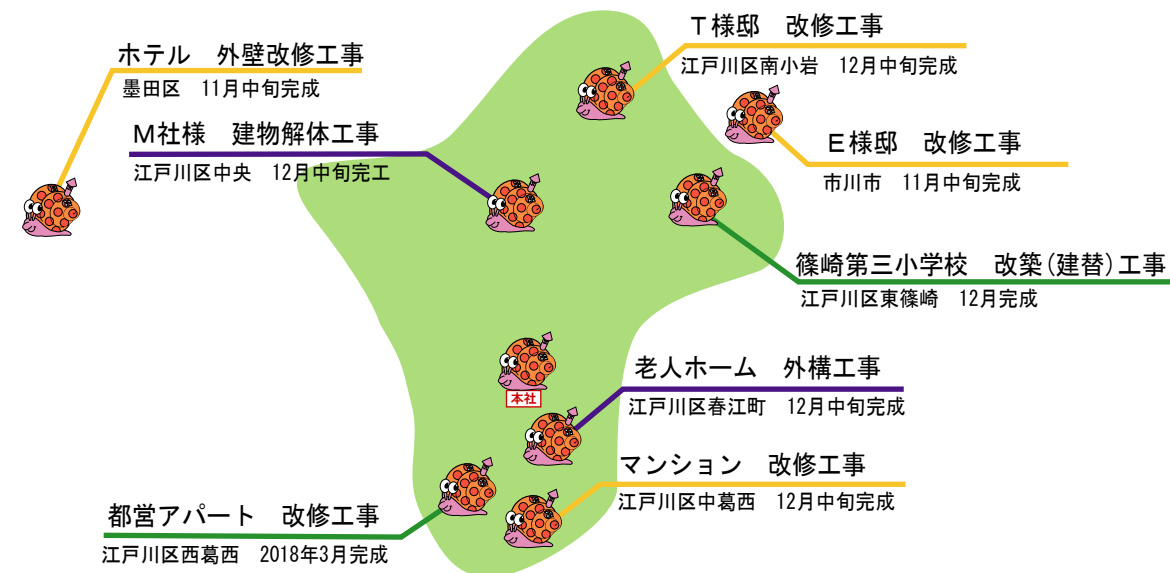 ホテル　外壁改修工事
墨田区　11月中旬完成
M社様　建物解体工事
江戸川区中央　12月中旬完工
T様邸　改修工事
江戸川区南小岩　12月中旬完成
E様邸　改修工事
市川市　11月中旬完成
篠崎第三小学校　改築(建替)工事
江戸川区東篠崎　12月完成
本社
老人ホーム　外構工事
江戸川区春江町　12月中旬完成
マンション　改修工事
江戸川区中葛西　12月中旬完成
都営アパート　改修工事
江戸川区西葛西　2018年3月完成